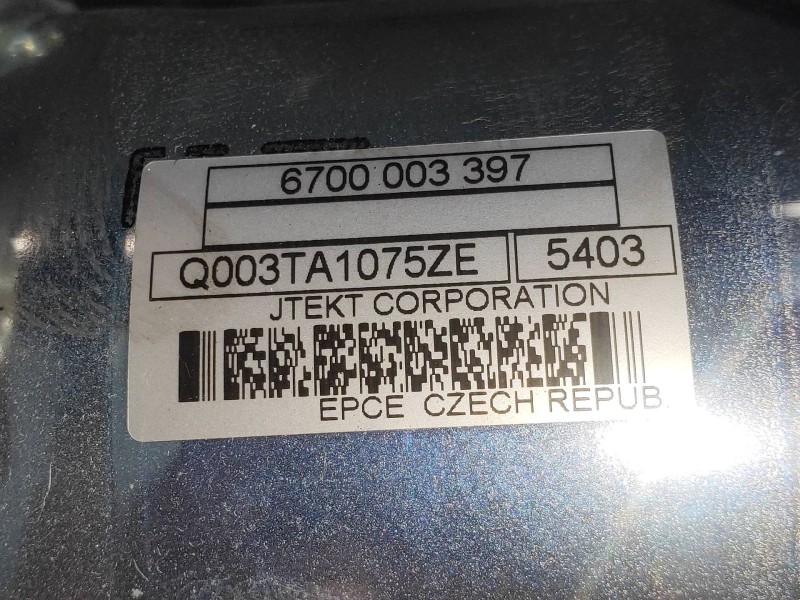 6700 003 397
Q003TA1075ZE 5403
JTEKT CORPORATION
EPCE CZECH REPUB.